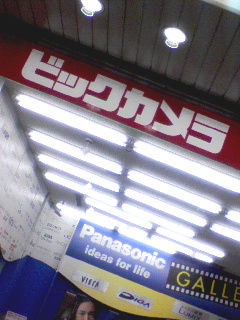 ビックカメラ
Panasonic
ideas for life
GALLE
VIERA
DIGA